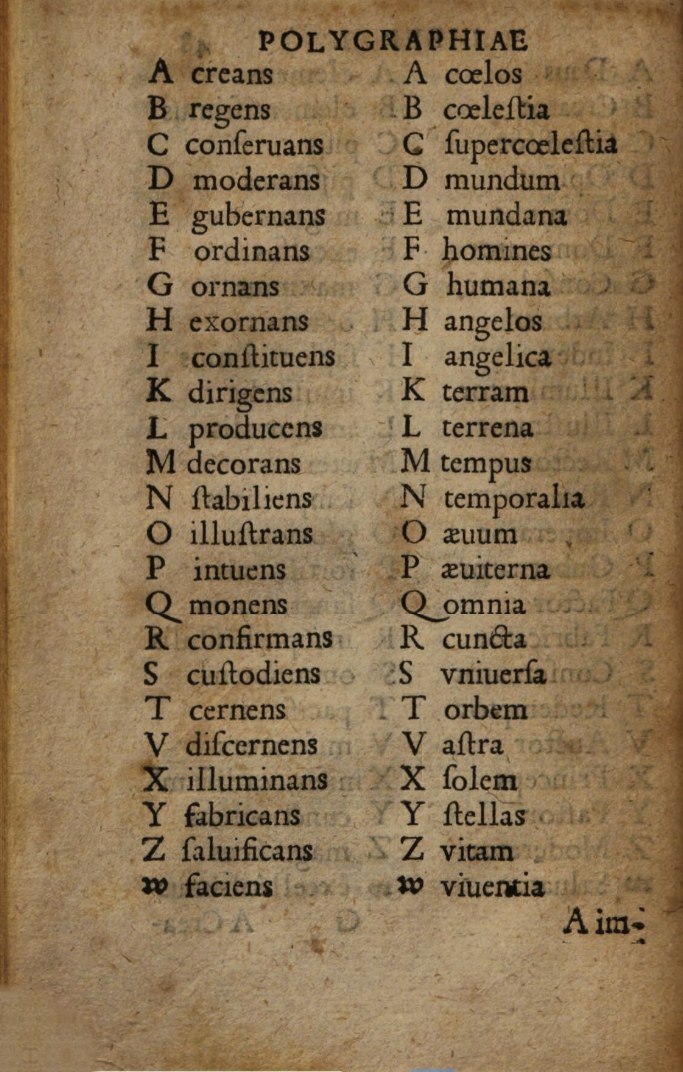 POLYGRAPHIAE
A creans
B regens
C conſeruans
D moderans
E gubernans
F ordinans
G ornans
H exornans
I conſtituens
K dirigens
L producens
M decorans
N ſtabiliens
O illuſtrans
P intuens
Q monens
R confirmans
S cuſtodiens
T cernens
V diſcernens
X illuminans
Y fabricans
Z ſaluificans
w faciens
A cœlos
B cœleſtia
C ſupercœleſtia
D mundum
E mundana
F homines
G humana
H angelos
I angelica
K terram
L terrena
M tempus
N temporalia
O æuum
P æuiterna
Q omnia
R cuncta
S vniuerſa
T orbem
V aſtra
X ſolem
Y ſtellas
Z vitam
w viuentia
A im-